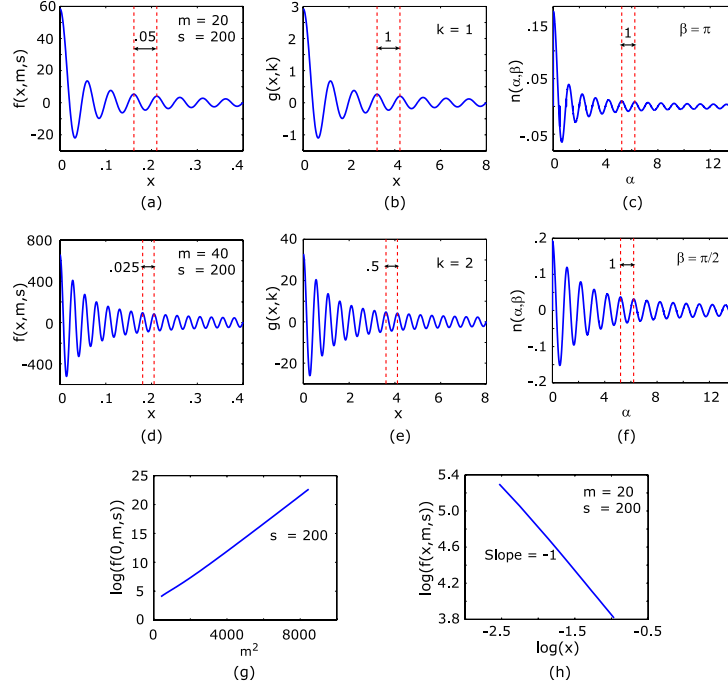 60
40
20
0
-20
f(x,m,s)
.05
m = 20
s = 200
0 .1 .2 .3 .4
x
(a)
3
2
1
0
-1
g(x,k)
1
k = 1
0 2 4 6 8
x
(b)
.15
.05
-.05
n(α,β)
1
β = π
0 4 8 12
α
(c)
800
400
0
-400
f(x,m,s)
.025
m = 40
s = 200
0 .1 .2 .3 .4
x
(d)
40
20
0
-20
g(x,k)
.5
k = 2
0 2 4 6 8
x
(e)
.2
.1
0
-.1
-.2
n(α,β)
1
β = π/2
0 4 8 12
α
(f)
25
20
15
10
5
0
log(f(0,m,s))
s = 200
0 4000 8000
m²
(g)
5.4
5.0
4.6
4.2
3.8
log(f(x,m,s))
m = 20
s = 200
Slope = -1
-2.5 -1.5 -0.5
log(x)
(h)